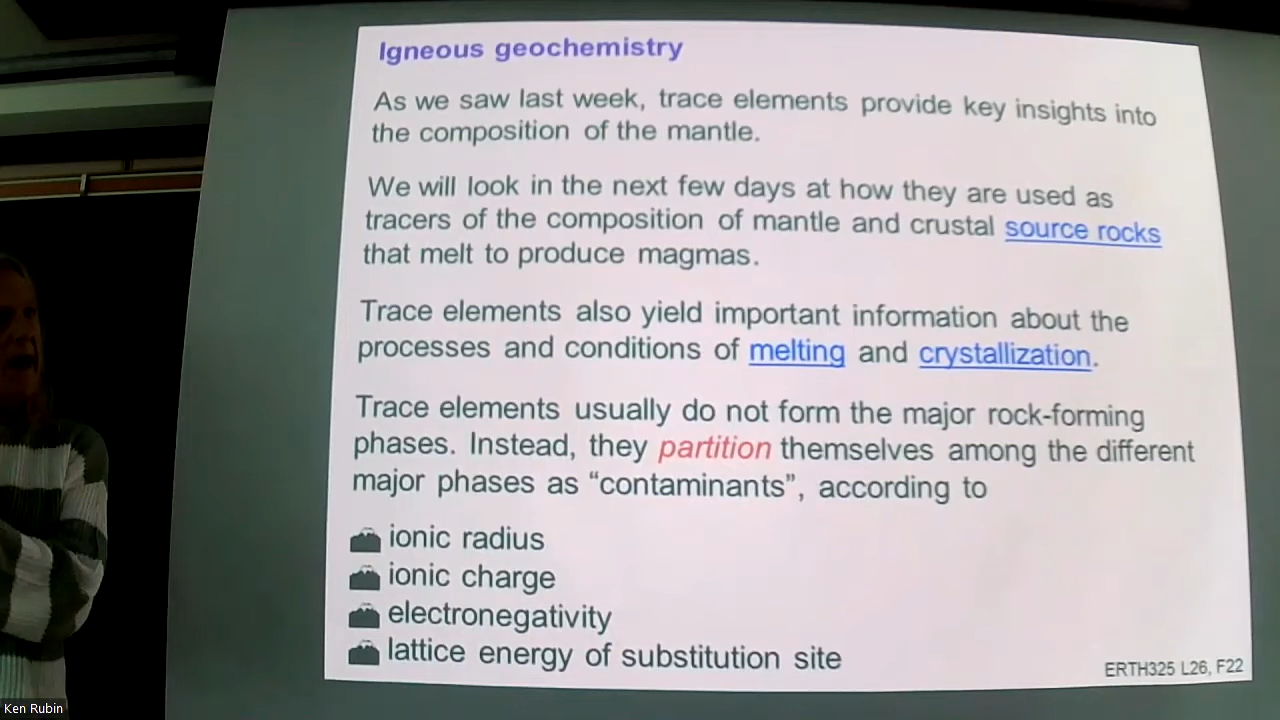 Igneous geochemistry
As we saw last week, trace elements provide key insights into
the composition of the mantle.
We will look in the next few days at how they are used as
tracers of the composition of mantle and crustal source rocks
that melt to produce magmas.
Trace elements also yield important information about the
processes and conditions of melting and crystallization.
Trace elements usually do not form the major rock-forming
phases. Instead, they partition themselves among the different
major phases as “contaminants”, according to
ionic radius
ionic charge
electronegativity
lattice energy of substitution site
ERTH325 L26, F22
Ken Rubin